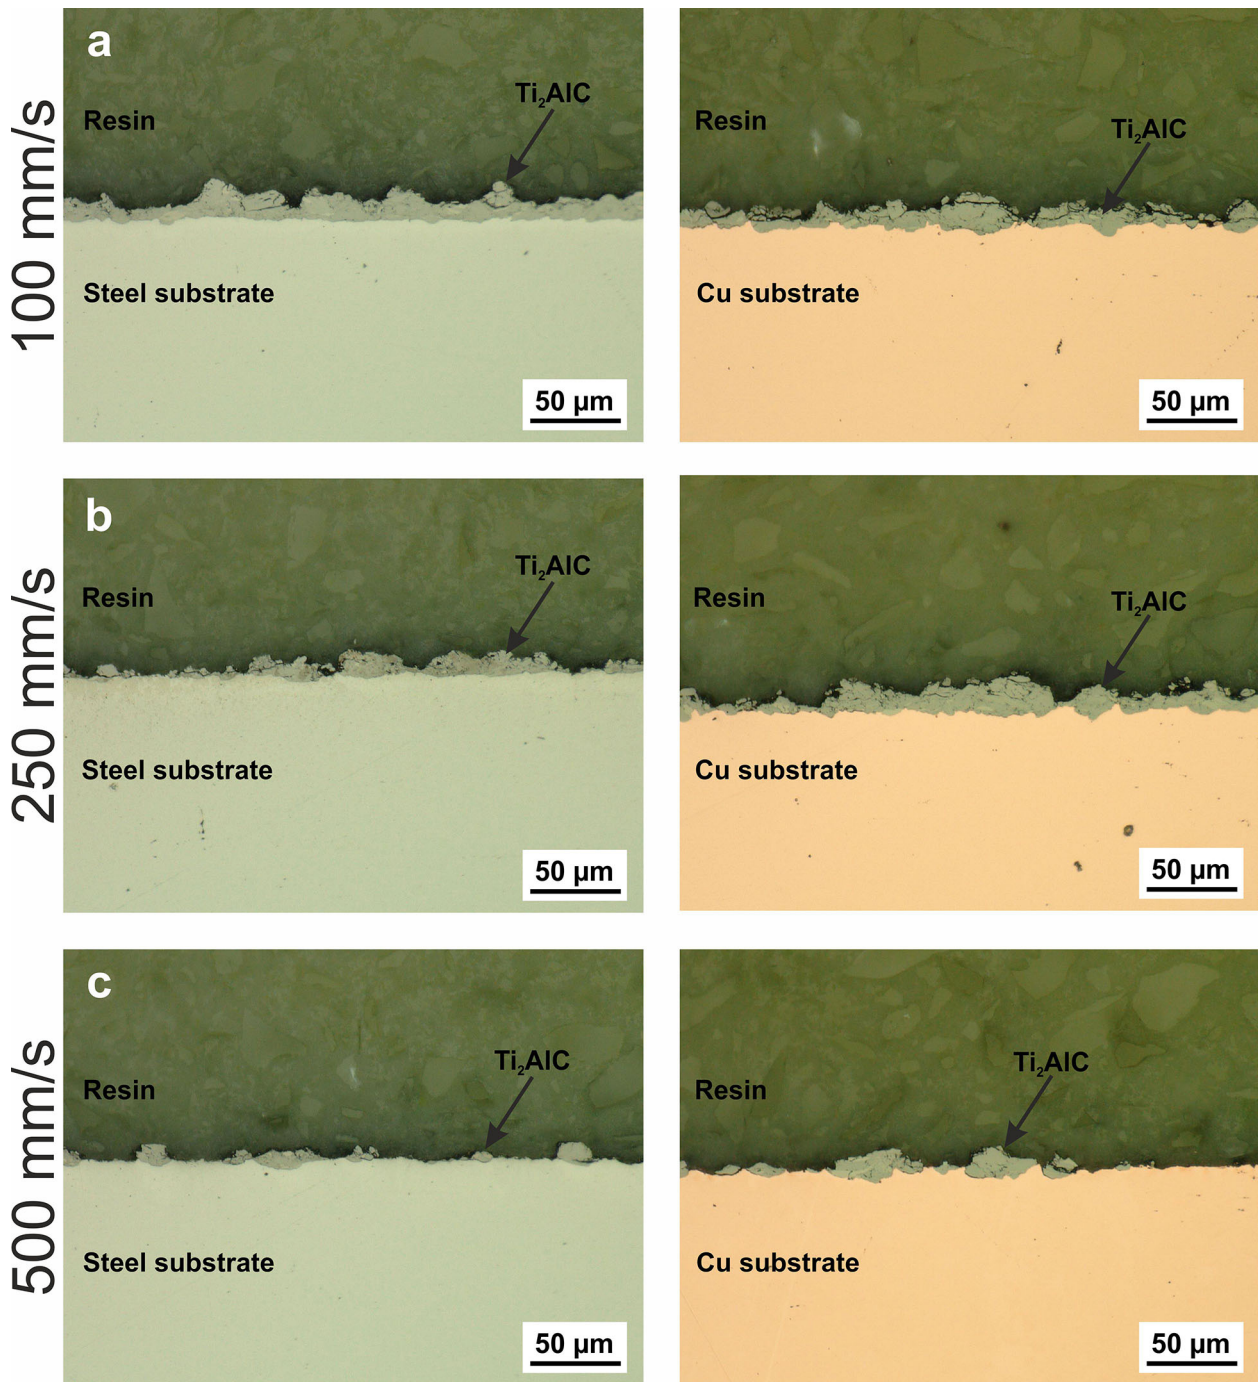 100 mm/s
a
Ti₂AlC
Resin
Steel substrate
50 µm
Ti₂AlC
Resin
Cu substrate
50 µm
250 mm/s
b
Ti₂AlC
Resin
Steel substrate
50 µm
Ti₂AlC
Resin
Cu substrate
50 µm
500 mm/s
c
Ti₂AlC
Resin
Steel substrate
50 µm
Ti₂AlC
Resin
Cu substrate
50 µm